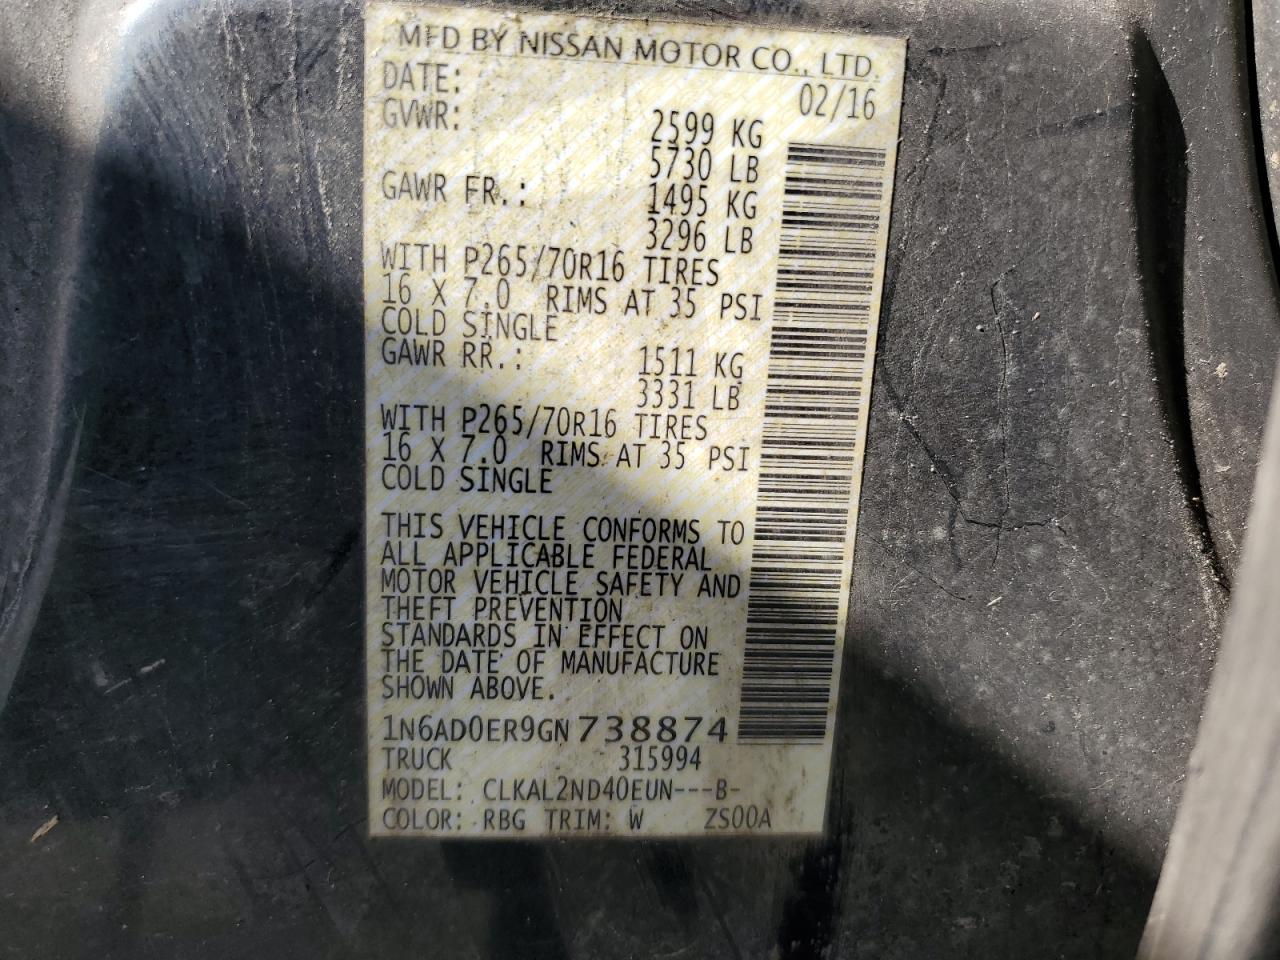 MFD BY NISSAN MOTOR CO., LTD.
DATE: 02/16
GVWR: 2599 KG
5730 LB
GAWR FR.: 1495 KG
3296 LB
WITH P265/70R16 TIRES
16 X 7.0 RIMS AT 35 PSI
COLD SINGLE
GAWR RR.: 1511 KG
3331 LB
WITH P265/70R16 TIRES
16 X 7.0 RIMS AT 35 PSI
COLD SINGLE
THIS VEHICLE CONFORMS TO
ALL APPLICABLE FEDERAL
MOTOR VEHICLE SAFETY AND
THEFT PREVENTION
STANDARDS IN EFFECT ON
THE DATE OF MANUFACTURE
SHOWN ABOVE.
1N6AD0ER9GN738874
TRUCK 315994
MODEL: CLKAL2ND40EUN---B-
COLOR: RBG TRIM: W ZS00A